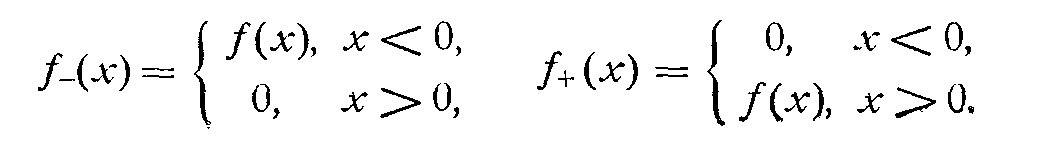 f₋(x) = { f(x), x < 0,    f₊(x) = { 0, x < 0,
0, x > 0,    f(x), x > 0.